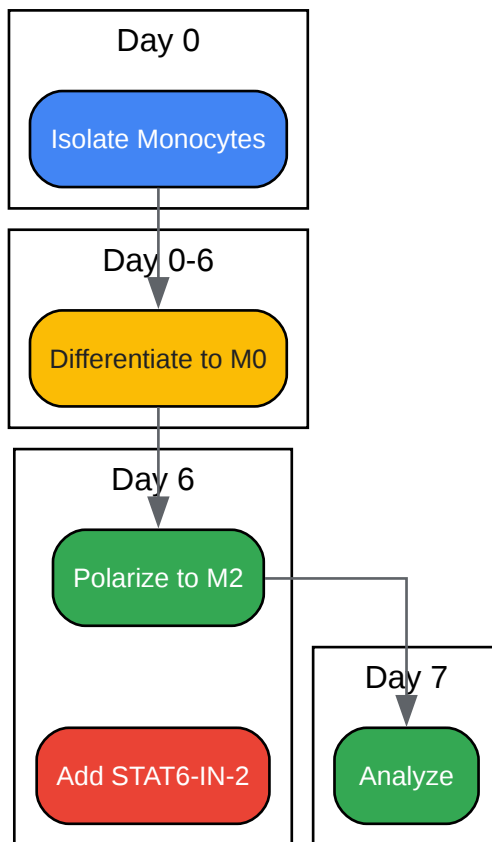 Day 0
Isolate Monocytes
Day 0-6
Differentiate to M0
Day 6
Polarize to M2
Add STAT6-IN-2
Day 7
Analyze